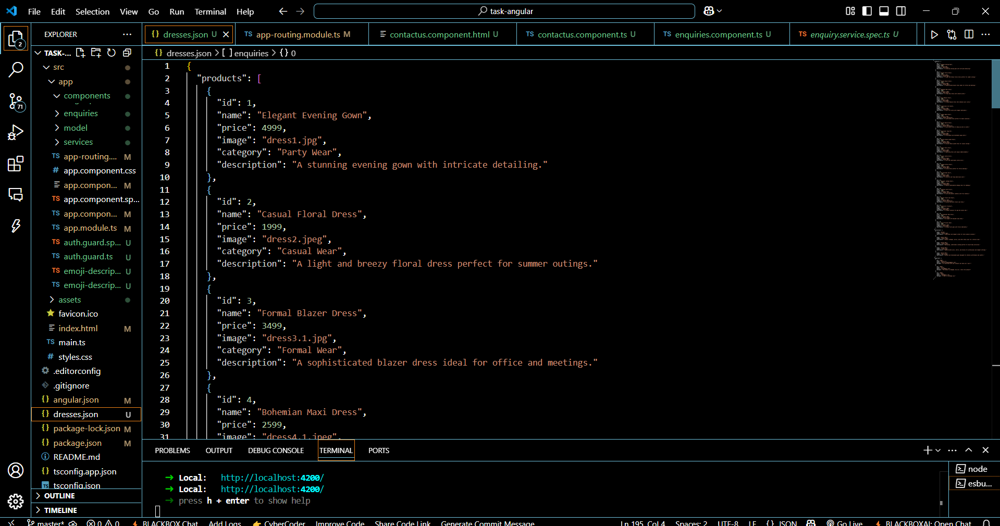 File Edit Selection View Go Run Terminal Help
task-angular
EXPLORER
dresses.json U
TS app-routing.module.ts M
contactus.component.html U
TS contactus.component.ts U
TS enquiries.component.ts U
TS enquiry.service.spec.ts U
2
71
TASK-...
src
app
components
enquiries
model
services
TS app-routing.... M
# app.component.css
app.compon... M
TS app.component.sp...
TS app.compon... M
TS app.module.ts M
TS auth.guard.sp... U
TS auth.guard.ts U
TS emoji-descrip... U
TS emoji-descrip... U
assets
favicon.ico
index.html M
TS main.ts
# styles.css
.editorconfig
.gitignore
{} angular.json M
{} dresses.json U
{} package-lock.json M
{} package.json M
README.md
{} tsconfig.app.json
TS tsconfig.json
OUTLINE
TIMELINE
{} dresses.json > [ ] enquiries > {} 0
1 {
2 "products": [
3 {
4 "id": 1,
5 "name": "Elegant Evening Gown",
6 "price": 4999,
7 "image": "dress1.jpg",
8 "category": "Party Wear",
9 "description": "A stunning evening gown with intricate detailing."
10 },
11 {
12 "id": 2,
13 "name": "Casual Floral Dress",
14 "price": 1999,
15 "image": "dress2.jpeg",
16 "category": "Casual Wear",
17 "description": "A light and breezy floral dress perfect for summer outings."
18 },
19 {
20 "id": 3,
21 "name": "Formal Blazer Dress",
22 "price": 3499,
23 "image": "dress3.1.jpg",
24 "category": "Formal Wear",
25 "description": "A sophisticated blazer dress ideal for office and meetings."
26 },
27 {
28 "id": 4,
29 "name": "Bohemian Maxi Dress",
30 "price": 2599,
31 "image": "dress4.1.jpeg",
PROBLEMS OUTPUT DEBUG CONSOLE TERMINAL PORTS
➜ Local: http://localhost:4200/
➜ Local: http://localhost:4200/
➜ press h + enter to show help
node
esbu...
master* 0 0 BLACKBOX Chat Add Logs CyberCoder Improve Code Share Code Link Generate Commit Message
Ln 195, Col 4 Spaces: 2 UTF-8 LF {} JSON Go Live BLACKBOXAI: Open Chat